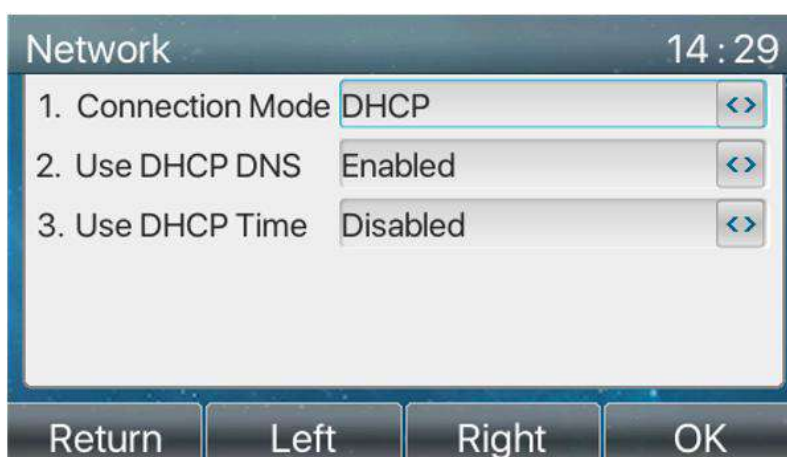 Network 14:29
1. Connection Mode DHCP <>
2. Use DHCP DNS Enabled <>
3. Use DHCP Time Disabled <>
Return Left Right OK